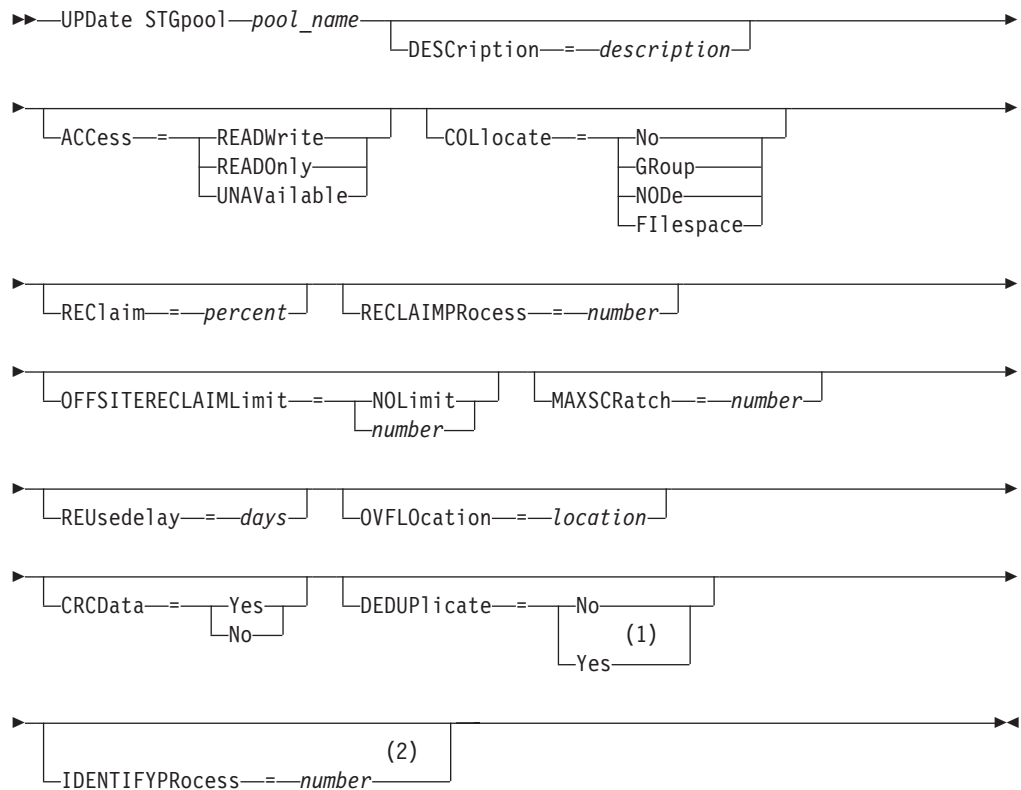 UPDate STGpool pool_name
DESCription = description
ACCess = READWrite COLlocate = No
READOnly GRoup
UNAVailable NODe
FIlespace
REClaim = percent RECLAIMPRocess = number
OFFSITERECLAIMLimit = NOLimit MAXSCRatch = number
number
REUsedelay = days OVFLOcation = location
CRCData = Yes DEDUPlicate = No
No (1)
Yes
(2)
IDENTIFYPRocess = number